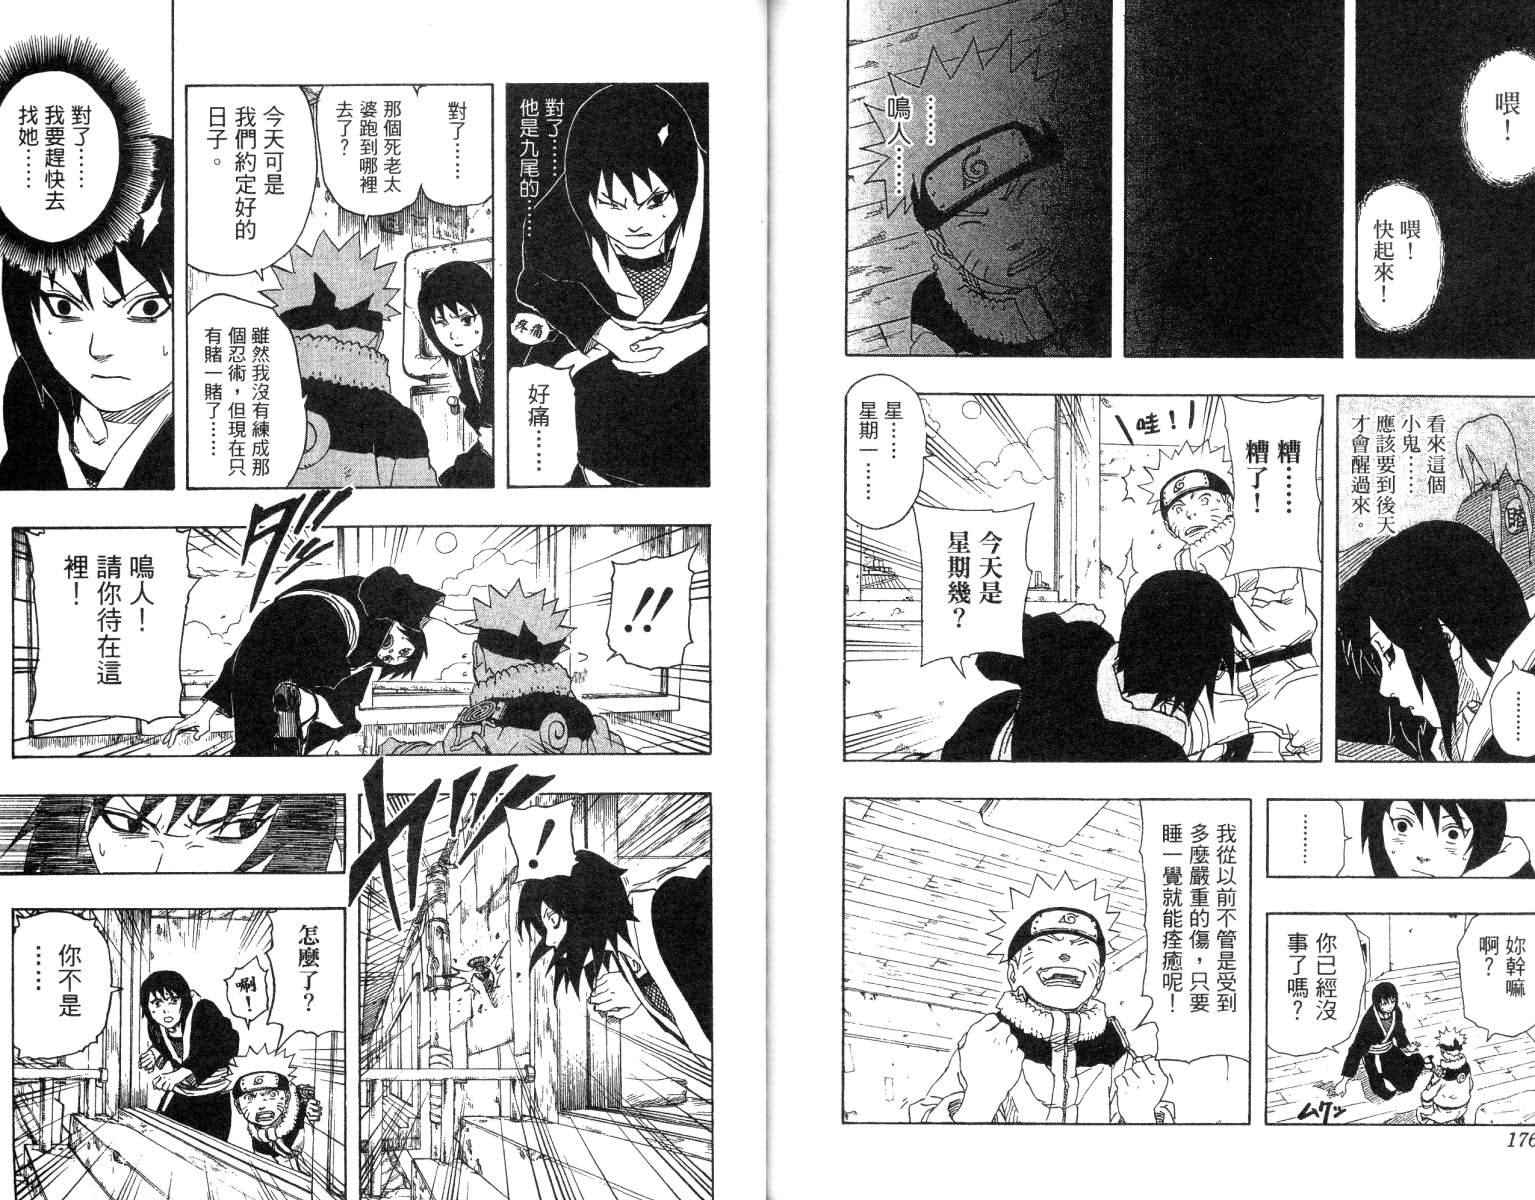 喂！
喂！
快起來！
……
鳴人……
看來這個
小鬼……
應該要到後天
才會醒過來。
賭
………
糟……
糟了！
哇！
今天是
星期幾？
星……
星期一……
………
妳幹嘛
啊？
你已經沒
事了嗎？
ムクッ
我從以前不管是受到
多麼嚴重的傷，只要
睡一覺就能痊癒呢！
176
對了……
他是九尾的……
疼痛
好痛……
對了……
那個死老太
婆跑到哪裡
去了？
今天可是
我們約定好的
日子。
雖然我沒有練成那
個忍術，但現在只
有賭一賭了……
對了……
我要趕快去
找她……
！！
ダッ
鳴人！
請你待在這
裡！
！
怎麼了？
唰！
你不是
……